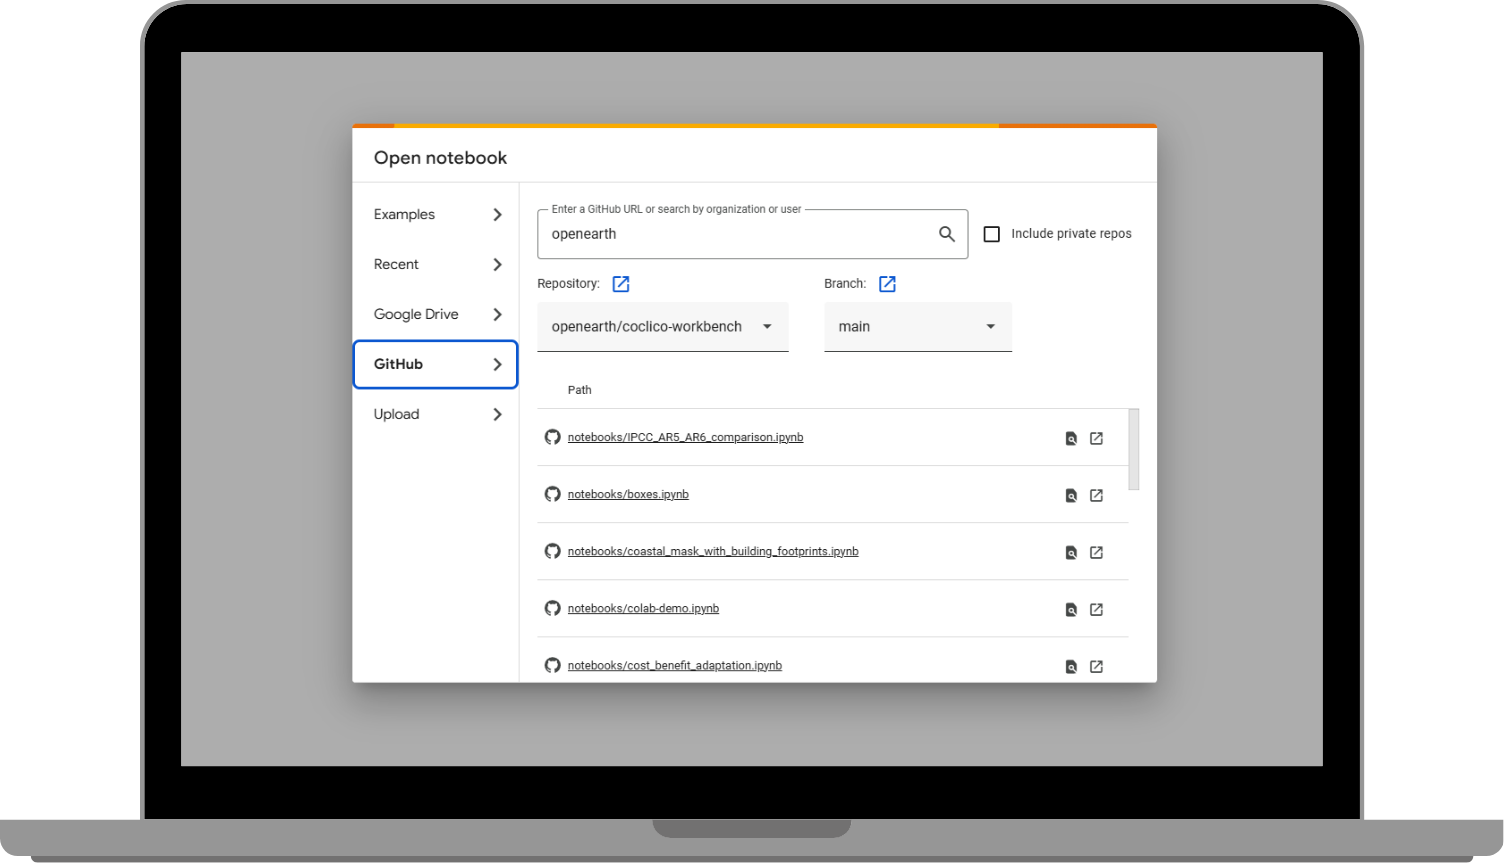 Open notebook
Examples
Recent
Google Drive
GitHub
Upload
Enter a GitHub URL or search by organization or user
openearth
Include private repos
Repository:
Branch:
openearth/coclico-workbench
main
Path
notebooks/IPCC_AR5_AR6_comparison.ipynb
notebooks/boxes.ipynb
notebooks/coastal_mask_with_building_footprints.ipynb
notebooks/colab-demo.ipynb
notebooks/cost_benefit_adaptation.ipynb